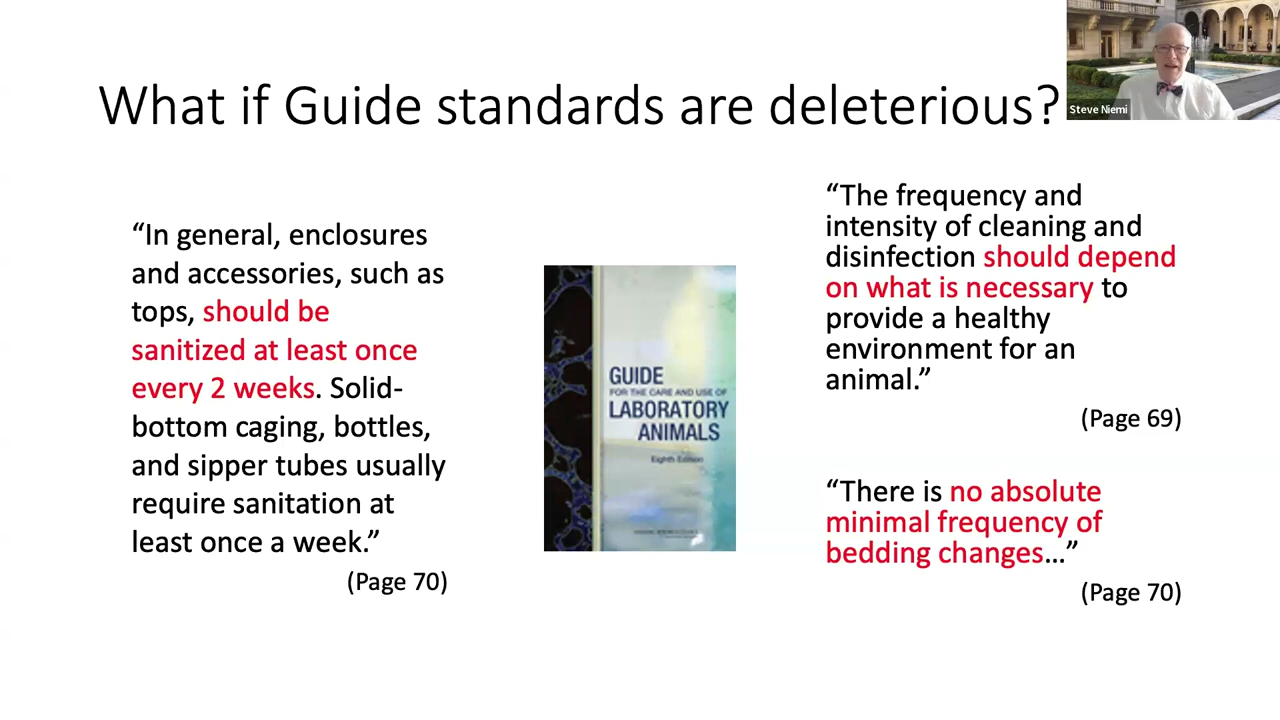 What if Guide standards are deleterious?
Steve Niemi
“In general, enclosures
and accessories, such as
tops, should be
sanitized at least once
every 2 weeks. Solid-
bottom caging, bottles,
and sipper tubes usually
require sanitation at
least once a week.”
(Page 70)
GUIDE
FOR THE CARE AND USE OF
LABORATORY
ANIMALS
Eighth Edition
“The frequency and
intensity of cleaning and
disinfection should depend
on what is necessary to
provide a healthy
environment for an
animal.”
(Page 69)
“There is no absolute
minimal frequency of
bedding changes…”
(Page 70)